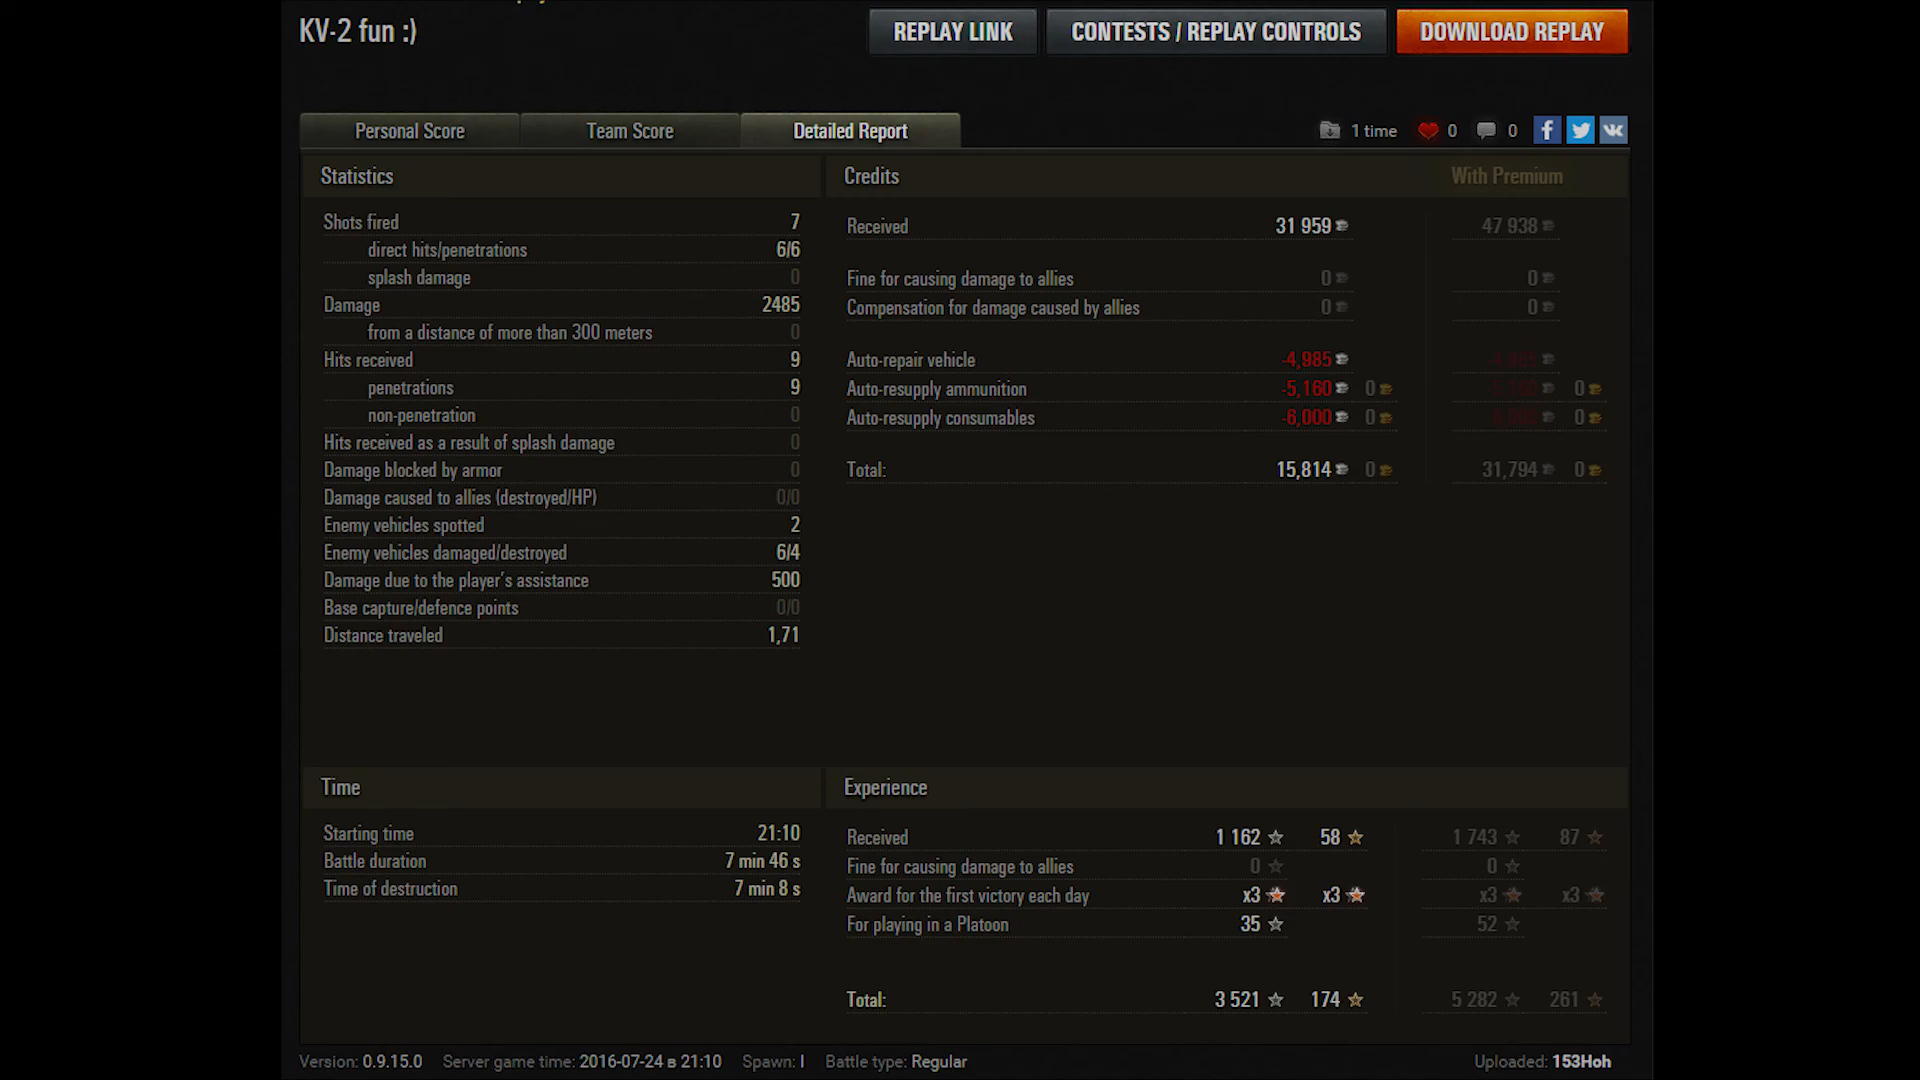 KV-2 fun :)
REPLAY LINK
CONTESTS / REPLAY CONTROLS
DOWNLOAD REPLAY
Personal Score
Team Score
Detailed Report
1 time 0 0
Statistics
Shots fired 7
direct hits/penetrations 6/6
splash damage 0
Damage 2485
from a distance of more than 300 meters 0
Hits received 9
penetrations 9
non-penetration 0
Hits received as a result of splash damage 0
Damage blocked by armor 0
Damage caused to allies (destroyed/HP) 0/0
Enemy vehicles spotted 2
Enemy vehicles damaged/destroyed 6/4
Damage due to the player's assistance 500
Base capture/defence points 0/0
Distance traveled 1,71
Credits With Premium
Received 31 959 47 938
Fine for causing damage to allies 0 0
Compensation for damage caused by allies 0 0
Auto-repair vehicle -4,985 -4,985
Auto-resupply ammunition -5,160 0 -5,160 0
Auto-resupply consumables -6,000 0 -6,000 0
Total: 15,814 0 31,794 0
Time
Starting time 21:10
Battle duration 7 min 46 s
Time of destruction 7 min 8 s
Experience
Received 1 162 58 1 743 87
Fine for causing damage to allies 0 0
Award for the first victory each day x3 x3 x3 x3
For playing in a Platoon 35 52
Total: 3 521 174 5 282 261
Version: 0.9.15.0 Server game time: 2016-07-24 в 21:10 Spawn: I Battle type: Regular Uploaded: 153Hoh